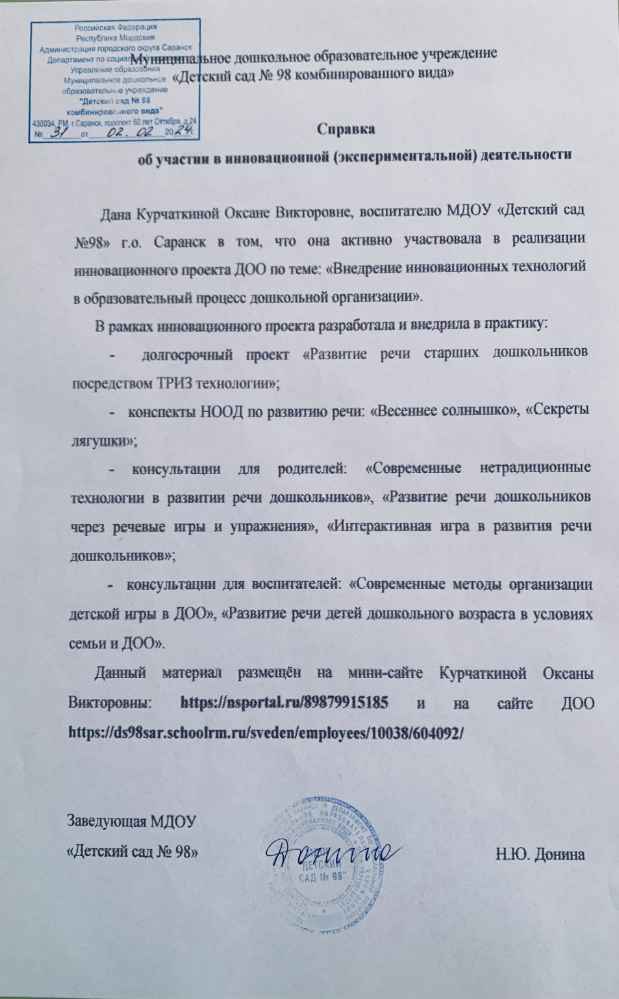 Российская Федерация
Республика Мордовия
Администрация городского округа Саранск
Департамент по
Управление образования
Муниципальное дошкольное
образовательное учреждение
"Детский сад № 98
комбинированного вида"
430034, РМ, г.Саранск, проспект 60 лет Октября, д.24
№ 31 от 02.02 2024г.
Муниципальное дошкольное образовательное учреждение
«Детский сад № 98 комбинированного вида»
Справка
об участии в инновационной (экспериментальной) деятельности
Дана Курчаткиной Оксане Викторовне, воспитателю МДОУ «Детский сад
№98» г.о. Саранск в том, что она активно участвовала в реализации
инновационного проекта ДОО по теме: «Внедрение инновационных технологий
в образовательный процесс дошкольной организации».
В рамках инновационного проекта разработала и внедрила в практику:
- долгосрочный проект «Развитие речи старших дошкольников
посредством ТРИЗ технологии»;
- конспекты НООД по развитию речи: «Весеннее солнышко», «Секреты
лягушки»;
- консультации для родителей: «Современные нетрадиционные
технологии в развитии речи дошкольников», «Развитие речи дошкольников
через речевые игры и упражнения», «Интерактивная игра в развития речи
дошкольников»;
- консультации для воспитателей: «Современные методы организации
детской игры в ДОО», «Развитие речи детей дошкольного возраста в условиях
семьи и ДОО».
Данный материал размещён на мини-сайте Курчаткиной Оксаны
Викторовны: https://nsportal.ru/89879915185 и на сайте ДОО
https://ds98sar.schoolrm.ru/sveden/employees/10038/604092/
Заведующая МДОУ
«Детский сад № 98»
Донина
Н.Ю. Донина
ДЕТСКИЙ
САД № 98"